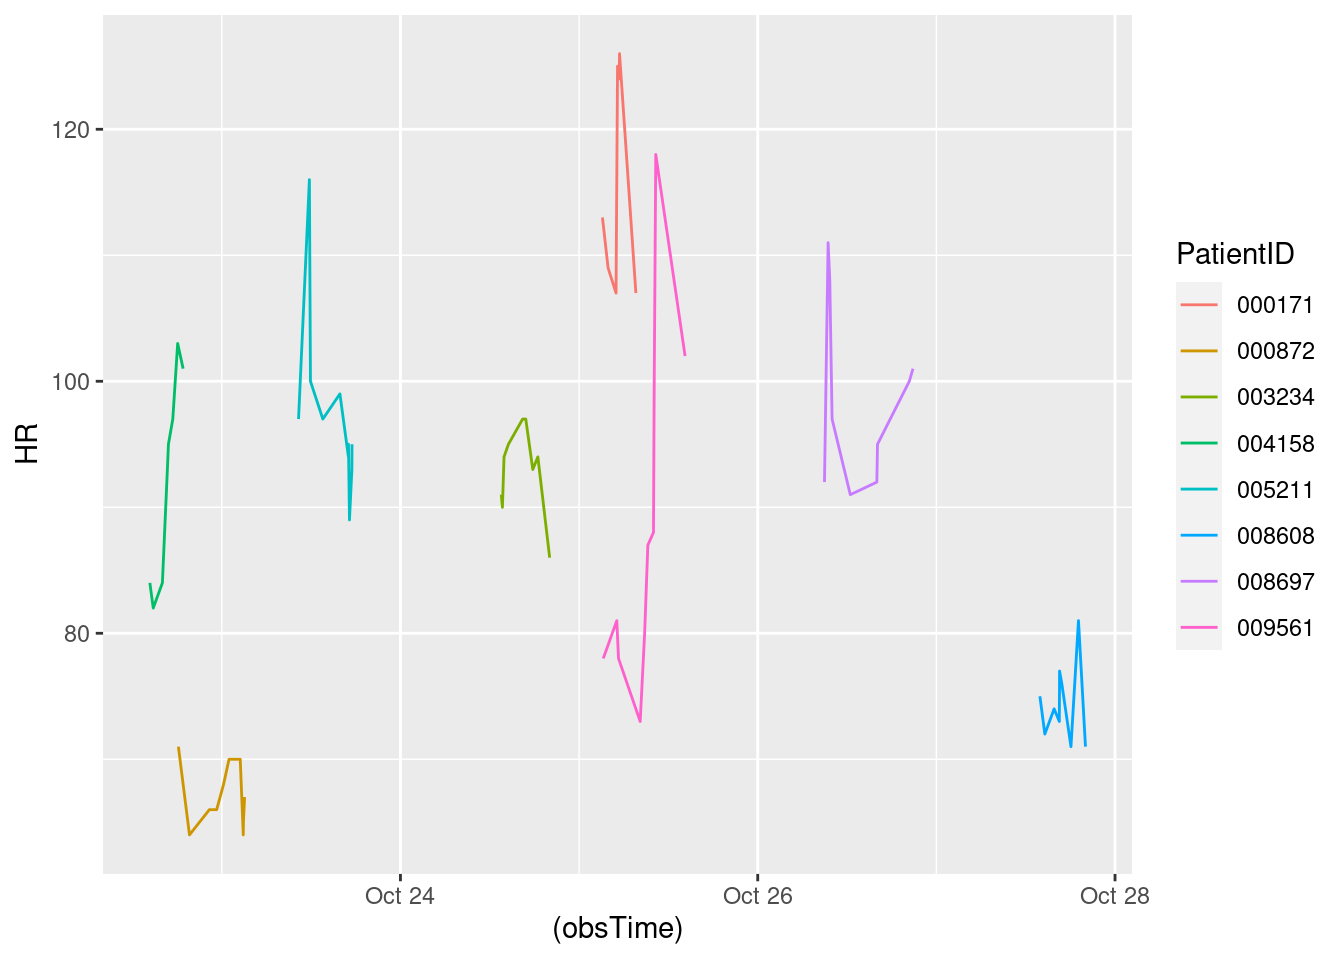 HR
120
100
80
Oct 24
Oct 26
Oct 28
(obsTime)
PatientID
000171
000872
003234
004158
005211
008608
008697
009561